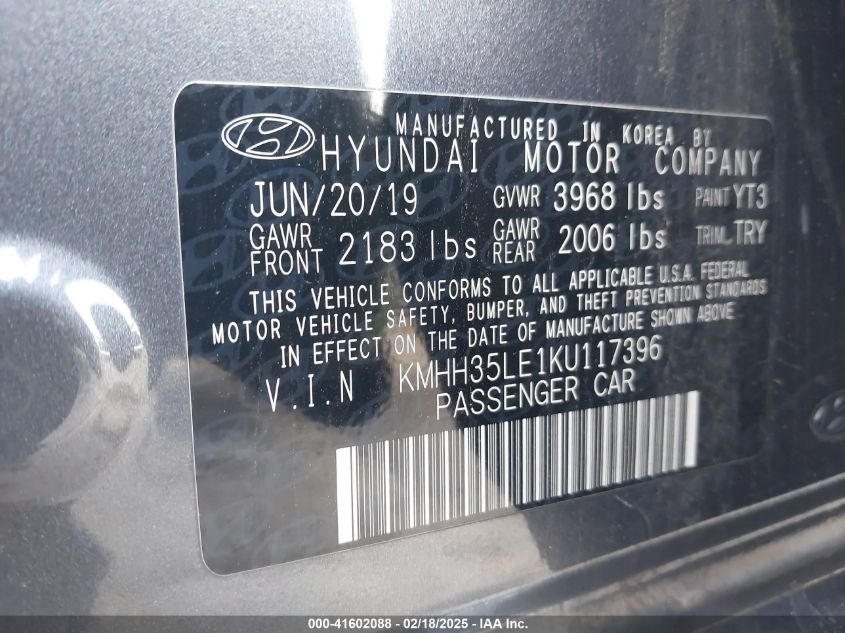 MANUFACTURED IN KOREA BY
HYUNDAI MOTOR COMPANY
JUN/20/19 GVWR 3968 lbs PAINT YT3
GAWR FRONT 2183 lbs GAWR REAR 2006 lbs TRIM TRY
THIS VEHICLE CONFORMS TO ALL APPLICABLE U.S.A. FEDERAL
MOTOR VEHICLE SAFETY, BUMPER, AND THEFT PREVENTION STANDARDS
IN EFFECT ON THE DATE OF MANUFACTURE SHOWN ABOVE
V.I.N KMHH35LE1KU117396
PASSENGER CAR
000-41602088 - 02/18/2025 - IAA Inc.